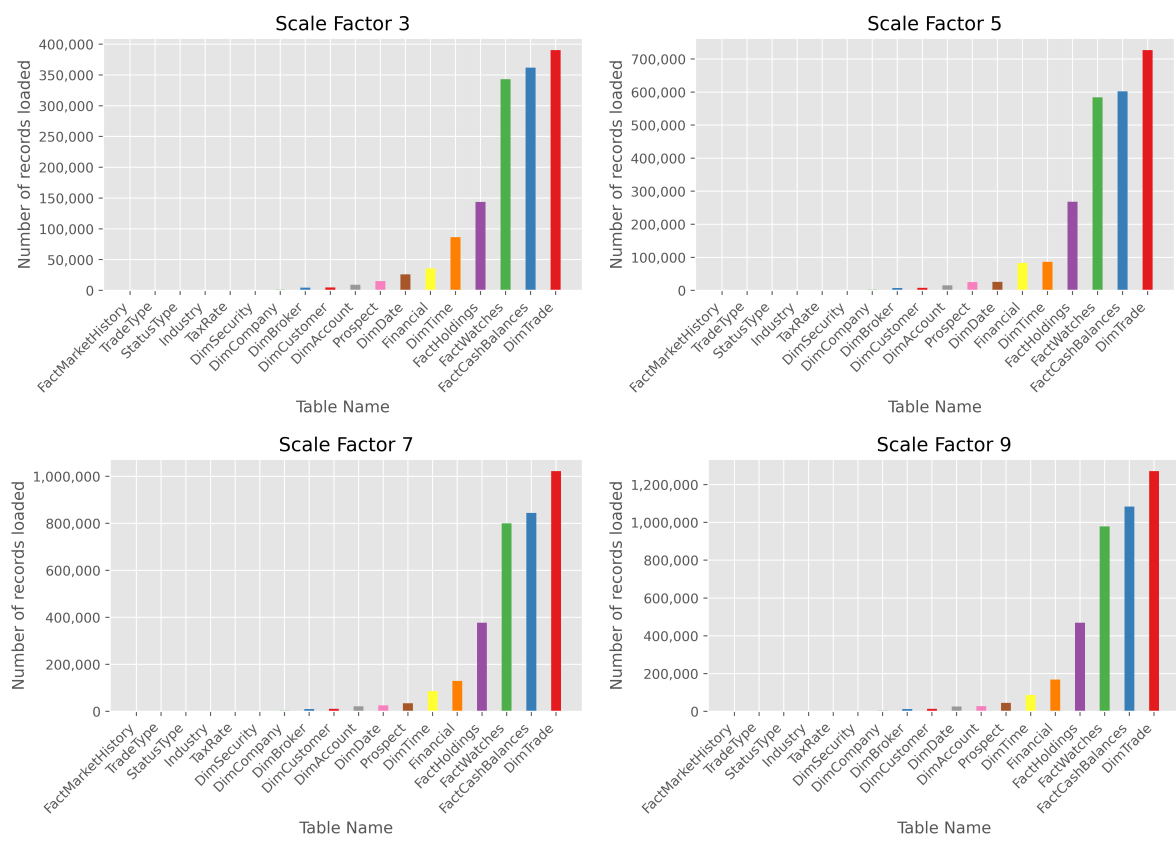 Scale Factor 3
Number of records loaded
400,000
350,000
300,000
250,000
200,000
150,000
100,000
50,000
0
FactMarketHistory
TradeType
StatusType
Industry
TaxRate
DimSecurity
DimCompany
DimBroker
DimCustomer
DimAccount
Prospect
DimDate
Financial
DimTime
FactHoldings
FactWatches
FactCashBalances
DimTrade
Table Name
Scale Factor 5
Number of records loaded
700,000
600,000
500,000
400,000
300,000
200,000
100,000
0
FactMarketHistory
TradeType
StatusType
Industry
TaxRate
DimSecurity
DimCompany
DimBroker
DimCustomer
DimAccount
Prospect
DimDate
Financial
DimTime
FactHoldings
FactWatches
FactCashBalances
DimTrade
Table Name
Scale Factor 7
Number of records loaded
1,000,000
800,000
600,000
400,000
200,000
0
FactMarketHistory
TradeType
StatusType
Industry
TaxRate
DimSecurity
DimCompany
DimBroker
DimCustomer
DimAccount
DimDate
Prospect
DimTime
Financial
FactHoldings
FactWatches
FactCashBalances
DimTrade
Table Name
Scale Factor 9
Number of records loaded
1,200,000
1,000,000
800,000
600,000
400,000
200,000
0
FactMarketHistory
TradeType
StatusType
Industry
TaxRate
DimSecurity
DimCompany
DimBroker
DimCustomer
DimDate
DimAccount
Prospect
DimTime
Financial
FactHoldings
FactWatches
FactCashBalances
DimTrade
Table Name